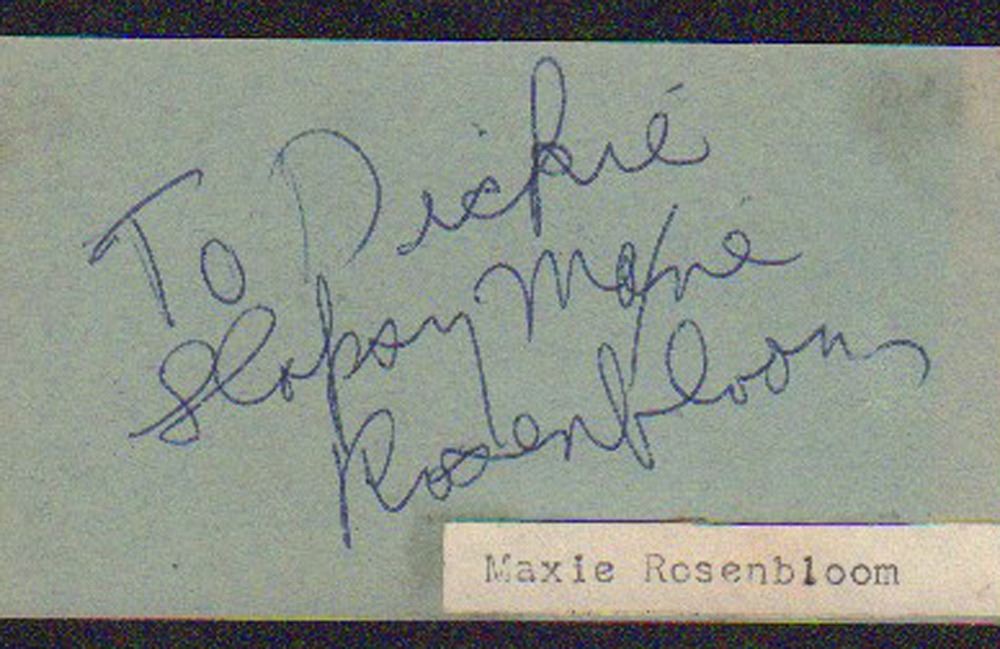 To Dickie
Slapsy Maxie
Rosenbloom
Maxie Rosenbloom